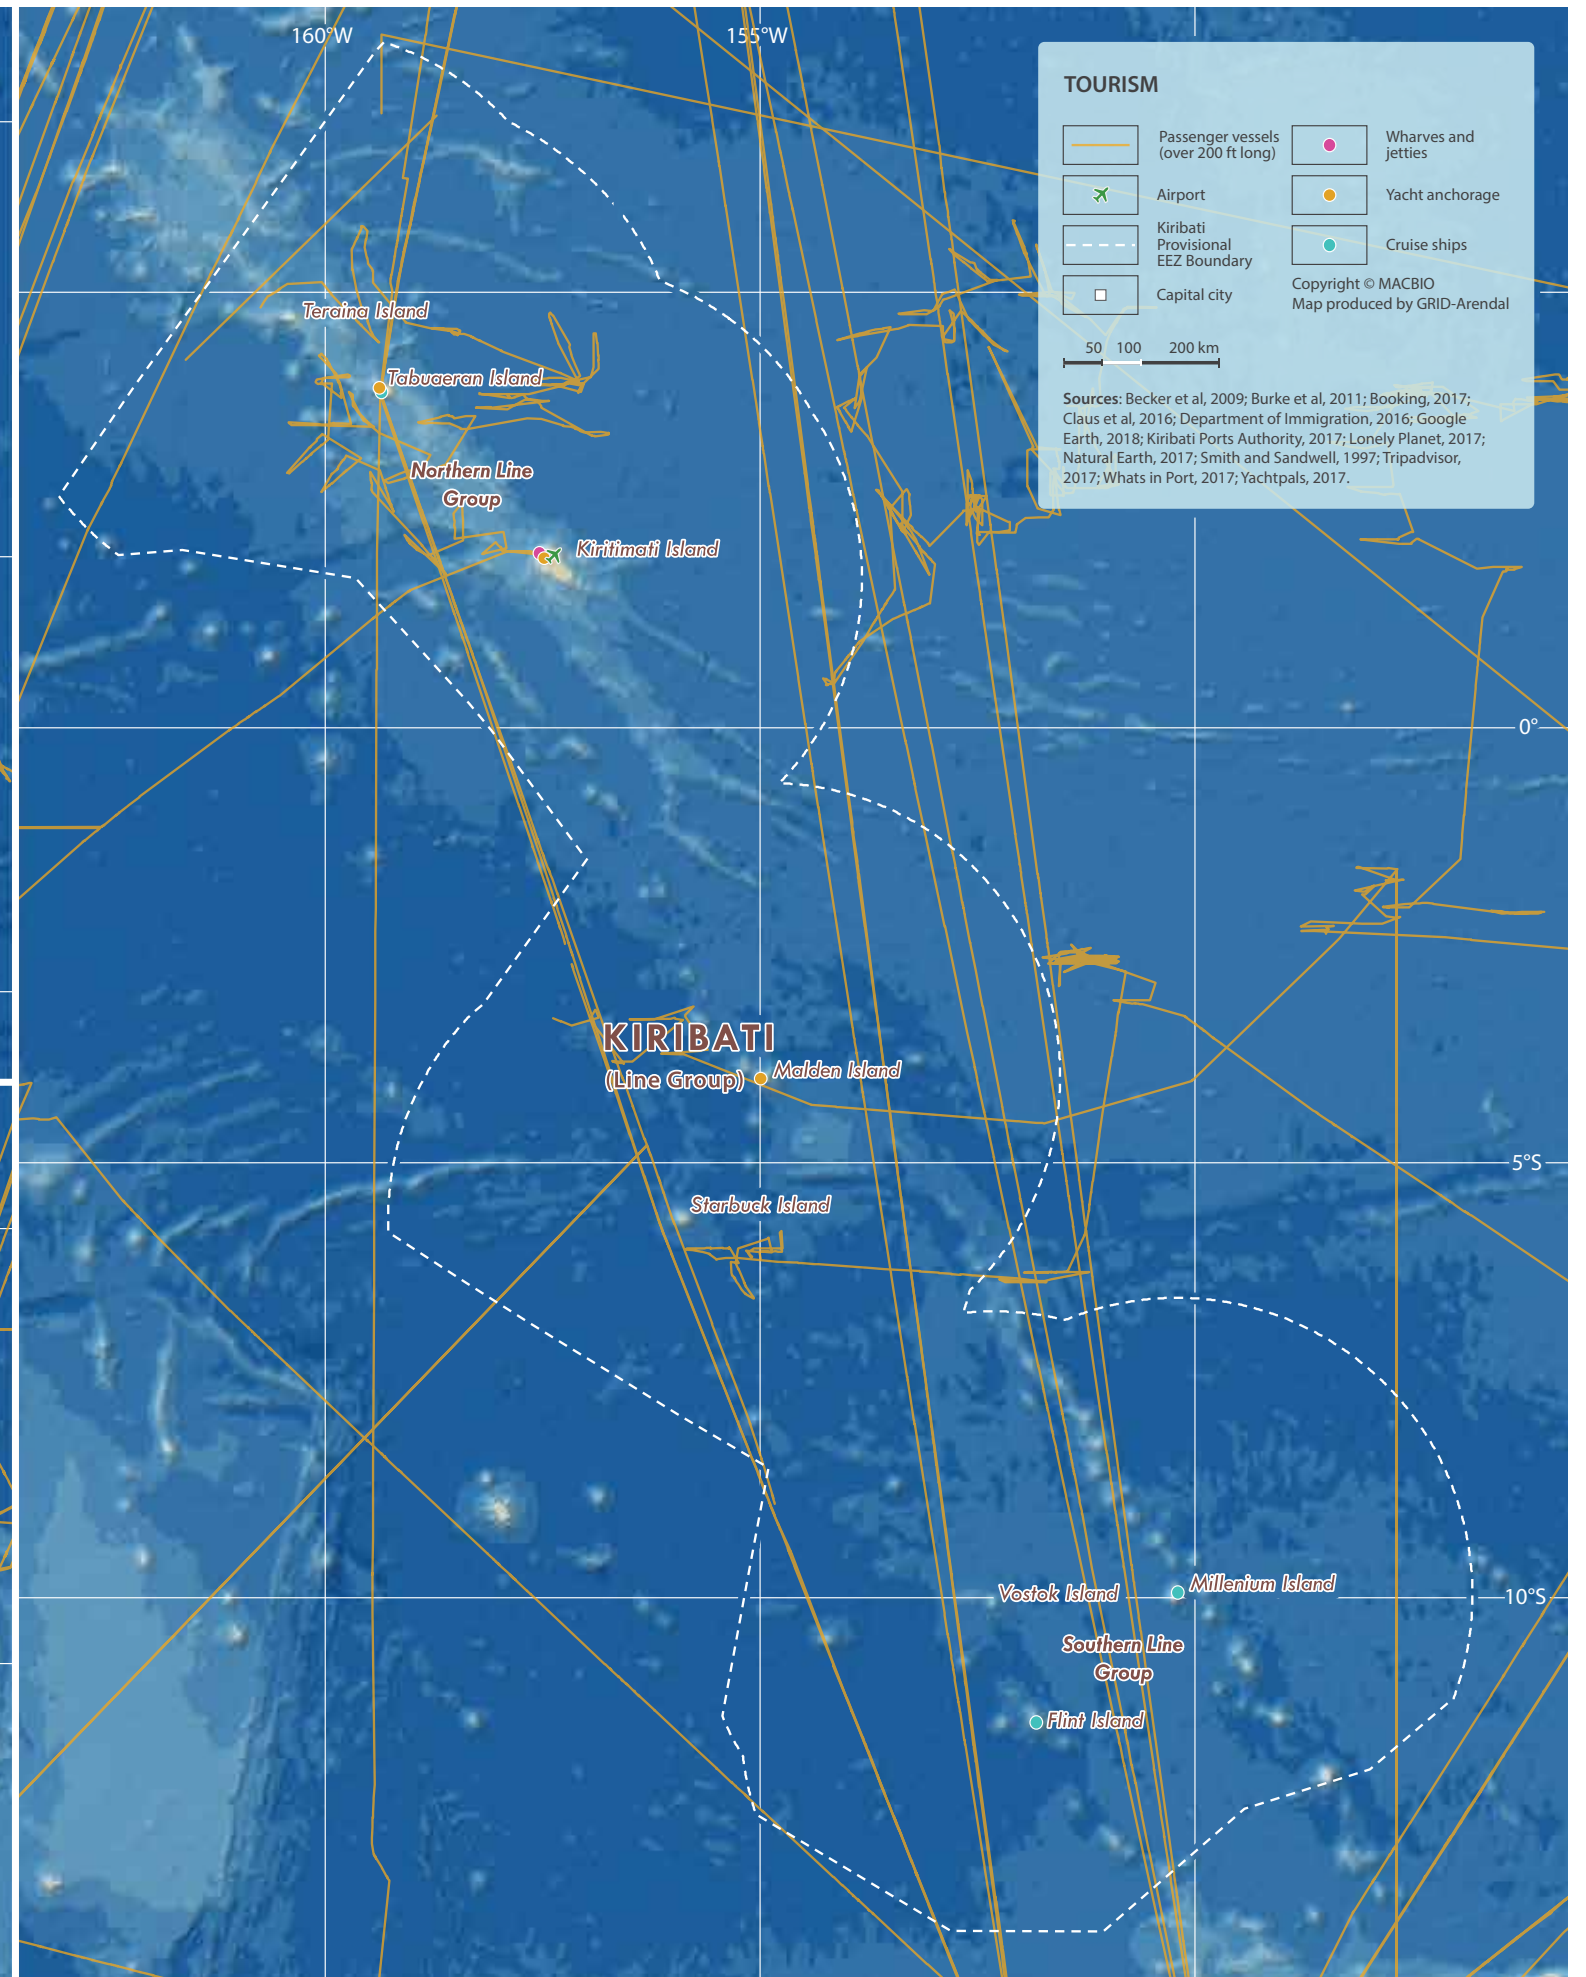 160°W
155°W
TOURISM
Passenger vessels
(over 200 ft long)
Wharves and
jetties
Airport
Yacht anchorage
Kiribati
Provisional
EEZ Boundary
Cruise ships
Capital city
Copyright © MACBIO
Map produced by GRID-Arendal
50 100 200 km
Sources: Becker et al, 2009; Burke et al, 2011; Booking, 2017;
Claus et al, 2016; Department of Immigration, 2016; Google
Earth, 2018; Kiribati Ports Authority, 2017; Lonely Planet, 2017;
Natural Earth, 2017; Smith and Sandwell, 1997; Tripadvisor,
2017; Whats in Port, 2017; Yachtpals, 2017.
Teraina Island
Tabuaeran Island
Northern Line
Group
Kiritimati Island
0°
KIRIBATI
(Line Group)
Malden Island
5°S
Starbuck Island
Millenium Island
Vostok Island
10°S
Southern Line
Group
Flint Island